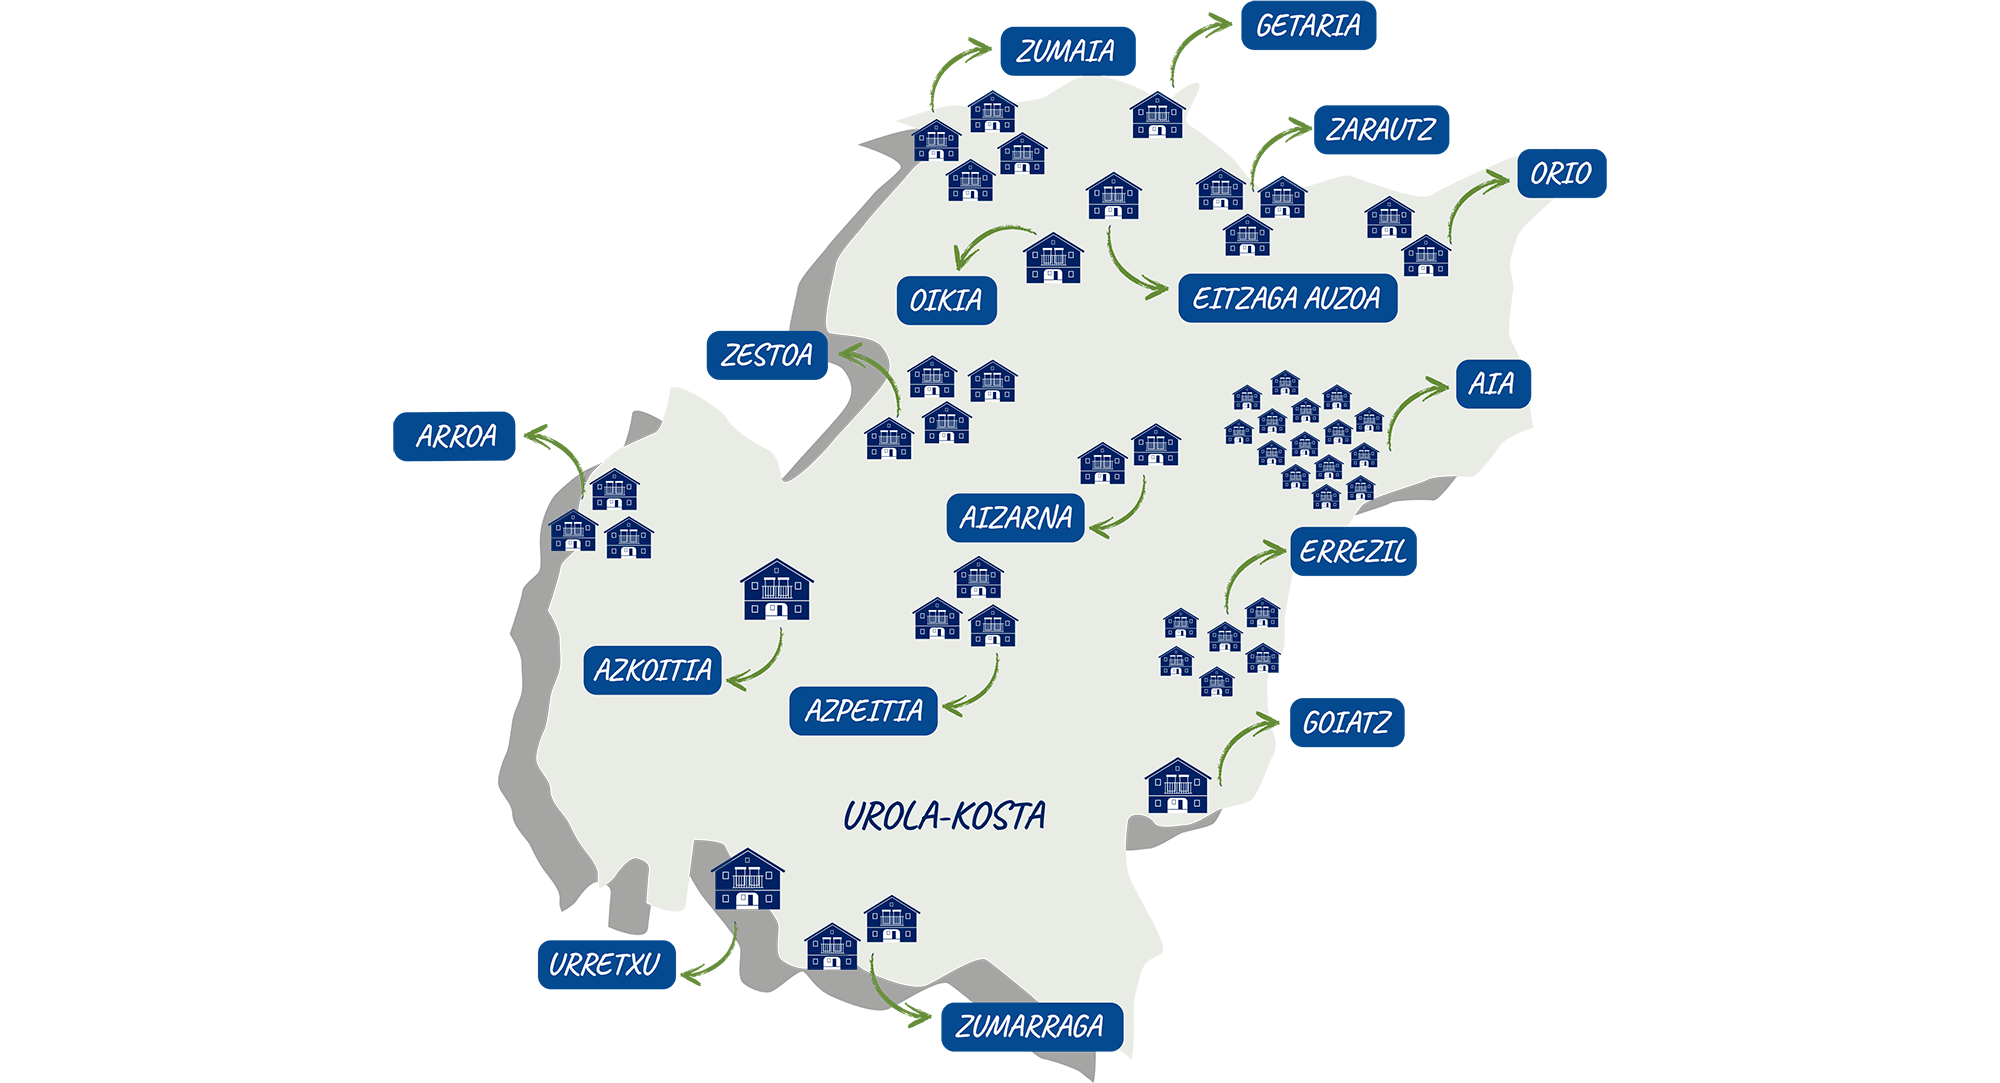 GETARIA
ZUMAIA
ZARAUTZ
ORIO
OIKIA
EITZAGA AUZOA
ZESTOA
AIA
ARROA
AIZARNA
ERREZIL
AZKOITIA
AZPEITIA
GOIATZ
UROLA-KOSTA
URRETXU
ZUMARRAGA